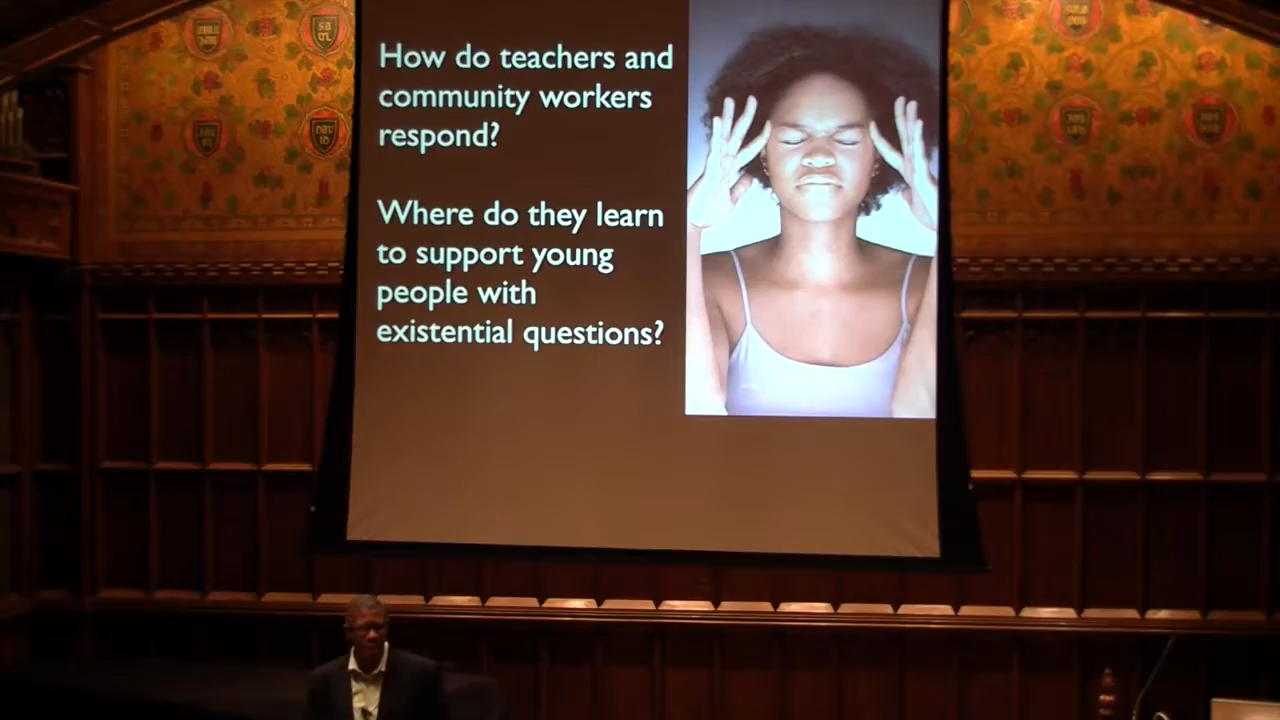 How do teachers and
community workers
respond?
Where do they learn
to support young
people with
existential questions?